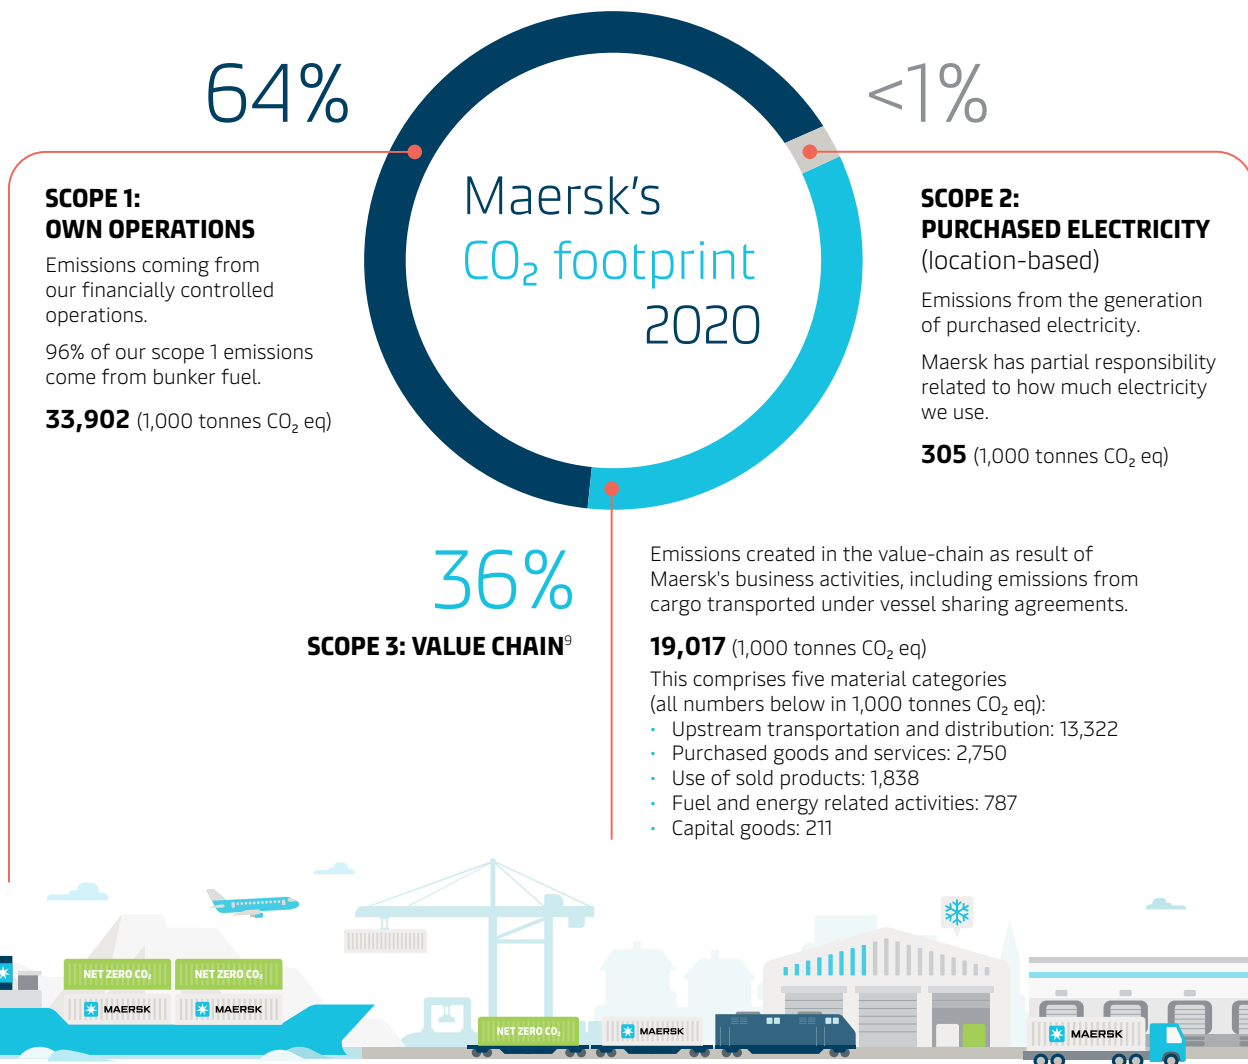 64%
<1%
SCOPE 1:
OWN OPERATIONS
Emissions coming from
our financially controlled
operations.
96% of our scope 1 emissions
come from bunker fuel.
33,902 (1,000 tonnes CO₂ eq)
Maersk's
CO₂ footprint
2020
SCOPE 2:
PURCHASED ELECTRICITY
(location-based)
Emissions from the generation
of purchased electricity.
Maersk has partial responsibility
related to how much electricity
we use.
305 (1,000 tonnes CO₂ eq)
36%
SCOPE 3: VALUE CHAIN⁹
Emissions created in the value-chain as result of
Maersk's business activities, including emissions from
cargo transported under vessel sharing agreements.
19,017 (1,000 tonnes CO₂ eq)
This comprises five material categories
(all numbers below in 1,000 tonnes CO₂ eq):
· Upstream transportation and distribution: 13,322
· Purchased goods and services: 2,750
· Use of sold products: 1,838
· Fuel and energy related activities: 787
· Capital goods: 211
NET ZERO CO₂
NET ZERO CO₂
MAERSK
MAERSK
NET ZERO CO₂
MAERSK
MAERSK